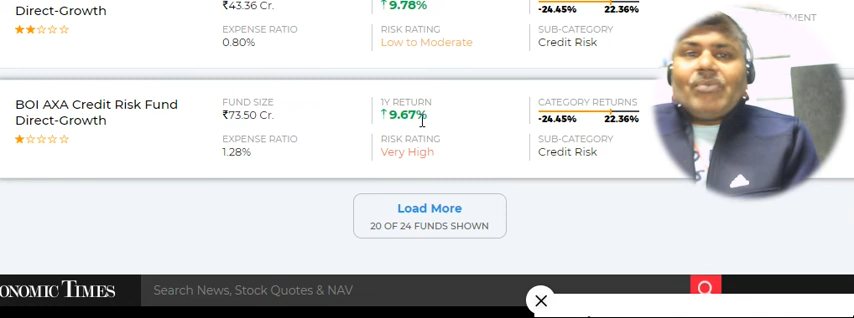 ₹43.36 Cr.
↑9.78%
Direct-Growth
-24.45% 22.36%
TMENT
EXPENSE RATIO
RISK RATING
SUB-CATEGORY
0.80%
Low to Moderate
Credit Risk
BOI AXA Credit Risk Fund
Direct-Growth
FUND SIZE
1Y RETURN
CATEGORY RETURNS
₹73.50 Cr.
↑9.67%
-24.45% 22.36%
EXPENSE RATIO
RISK RATING
SUB-CATEGORY
1.28%
Very High
Credit Risk
Load More
20 OF 24 FUNDS SHOWN
ONOMIC TIMES
Search News, Stock Quotes & NAV